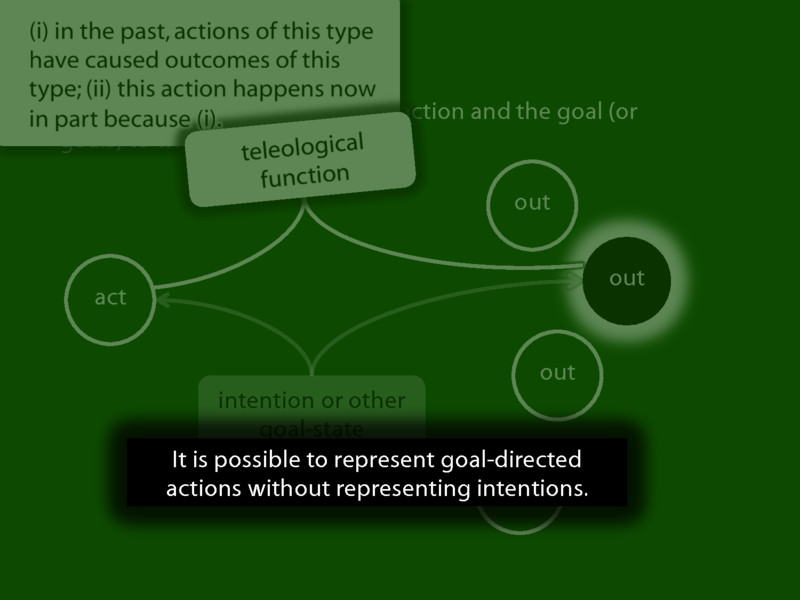 (i) in the past, actions of this type
have caused outcomes of this
type; (ii) this action happens now
in part because (i).
ction and the goal (or
teleological
function
out
out
act
out
intention or other
goal-state
It is possible to represent goal-directed
actions without representing intentions.